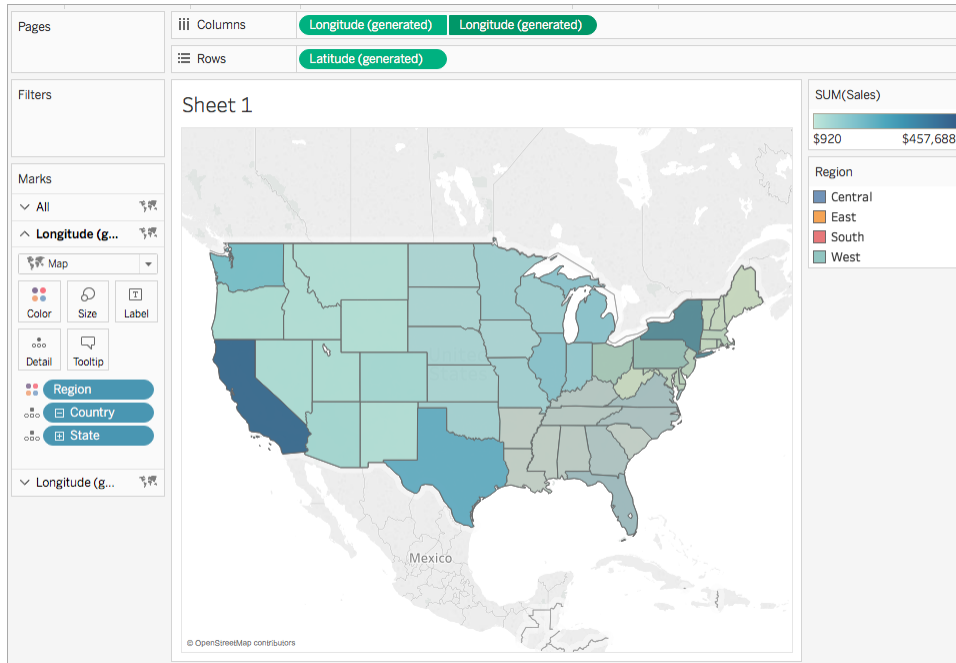 Pages
Columns
Longitude (generated) Longitude (generated)
Rows
Latitude (generated)
Filters
Marks
All
Longitude (g...
Map
Color
Size
Label
Detail
Tooltip
Region
Country
State
Longitude (g...
Sheet 1
Mexico
© OpenStreetMap contributors
SUM(Sales)
$920 $457,688
Region
Central
East
South
West